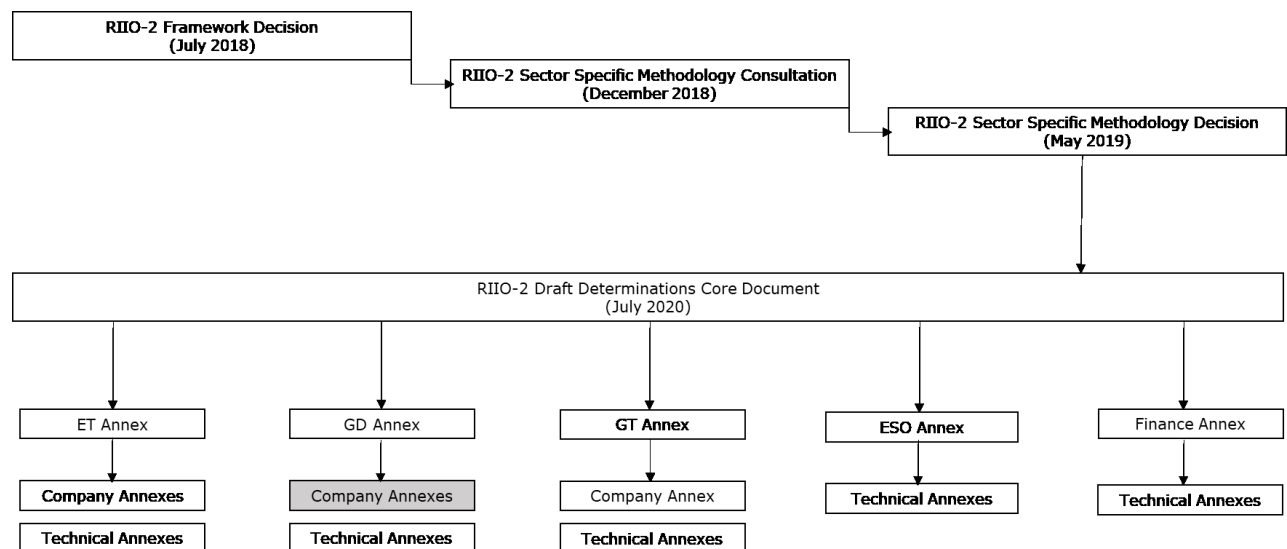 RIIO-2 Framework Decision
(July 2018)
RIIO-2 Sector Specific Methodology Consultation
(December 2018)
RIIO-2 Sector Specific Methodology Decision
(May 2019)
RIIO-2 Draft Determinations Core Document
(July 2020)
ET Annex
GD Annex
GT Annex
ESO Annex
Finance Annex
Company Annexes
Company Annexes
Company Annex
Technical Annexes
Technical Annexes
Technical Annexes
Technical Annexes
Technical Annexes